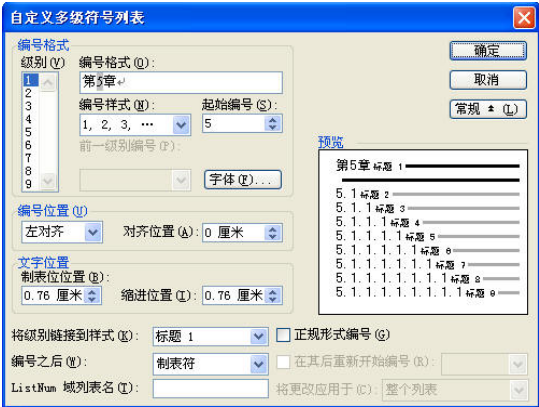 自定义多级符号列表
编号格式
级别(V)
编号格式(O):
1
2
3
4
5
6
7
8
9
第5章↵
编号样式(N):
起始编号(S):
1, 2, 3, …
5
前一级别编号(P):
字体(F)...
确定
取消
常规 (L)
预览
第5章标题 1
5.1标题 2
5.1.1标题 3
5.1.1.1标题 4
5.1.1.1.1标题 5
5.1.1.1.1.1标题 6
5.1.1.1.1.1.1标题 7
5.1.1.1.1.1.1.1标题 8
5.1.1.1.1.1.1.1.1标题 9
编号位置(U)
左对齐
对齐位置(A): 0 厘米
文字位置
制表位位置(B):
0.76 厘米
缩进位置(I): 0.76 厘米
将级别链接到样式(K): 标题 1
正规形式编号(G)
编号之后(W): 制表符
在其后重新开始编号(R):
ListNum 域列表名(T):
将更改应用于(C): 整个列表